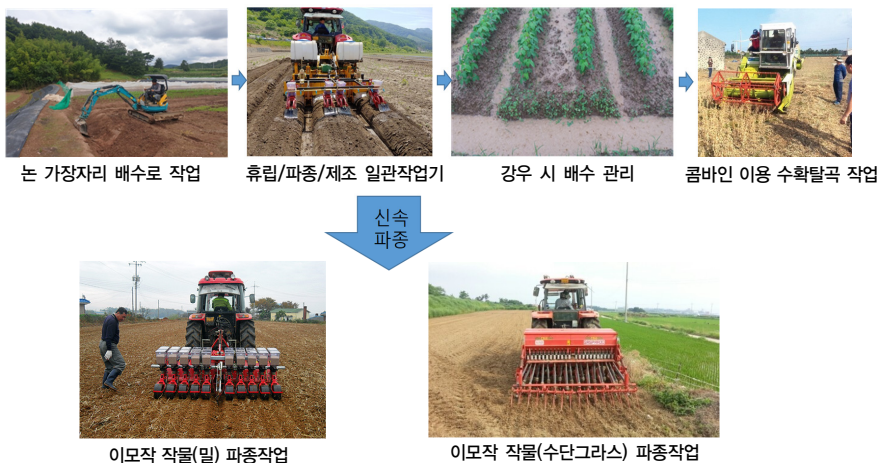 논 가장자리 배수로 작업
휴립/파종/제조 일관작업기
강우 시 배수 관리
콤바인 이용 수확탈곡 작업
신속
파종
이모작 작물(밀) 파종작업
이모작 작물(수단그라스) 파종작업